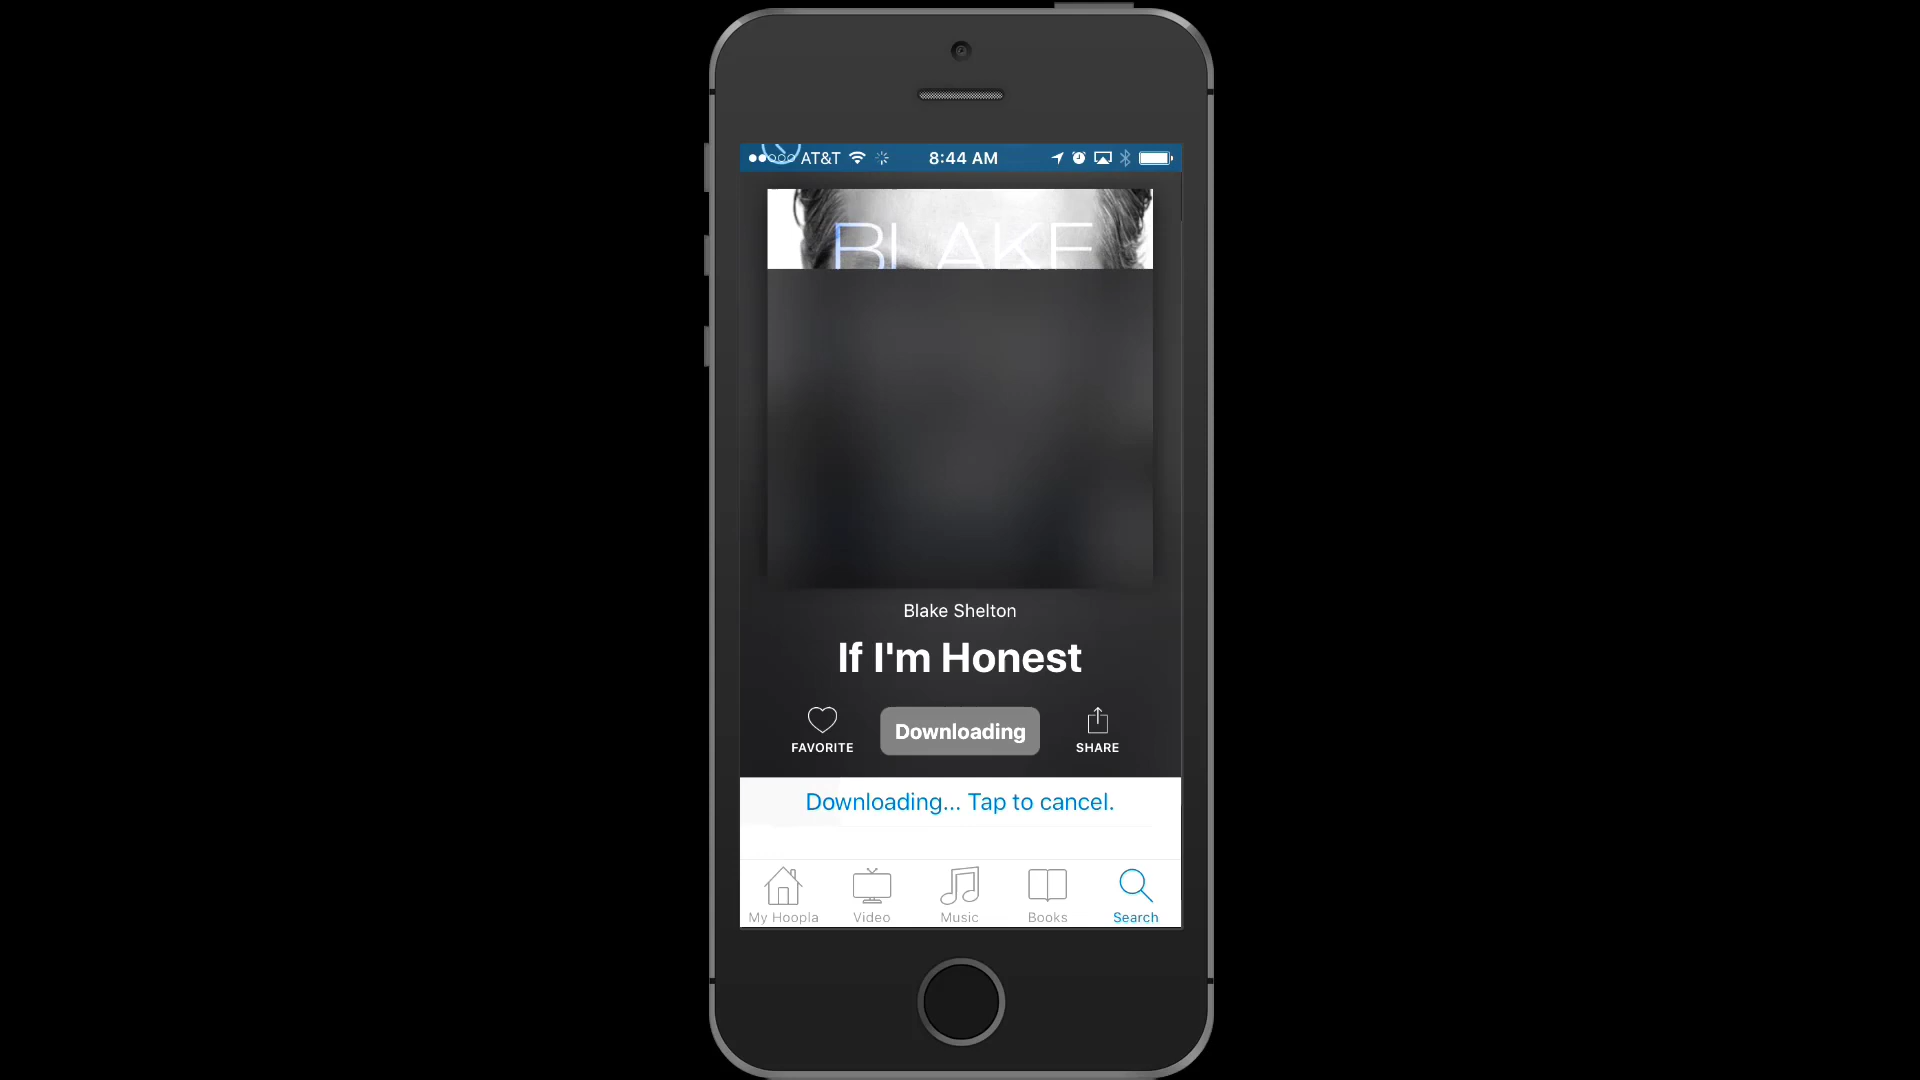 AT&T 8:44 AM
BLAKE
Blake Shelton
If I'm Honest
FAVORITE Downloading SHARE
Downloading... Tap to cancel.
My Hoopla Video Music Books Search